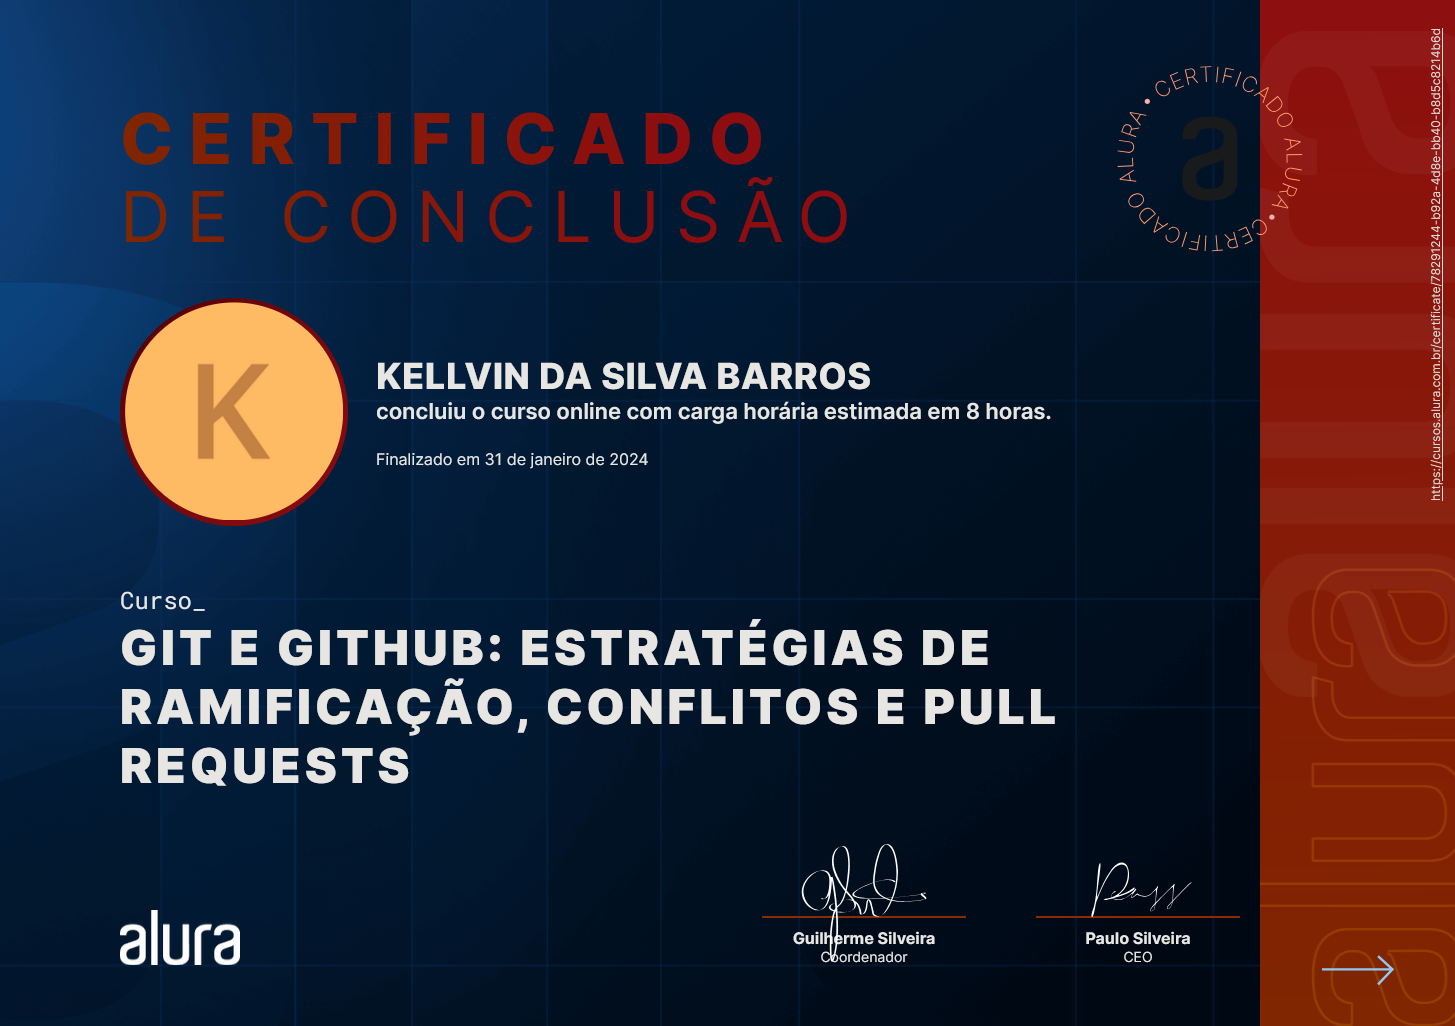 CERTIFICADO
DE CONCLUSÃO
CERTIFICADO ALURA • CERTIFICADO ALURA •
a
https://cursos.alura.com.br/certificate/78291244-b92a-4d8e-bb40-b8d5c8214b6d
K
KELLVIN DA SILVA BARROS
concluiu o curso online com carga horária estimada em 8 horas.
Finalizado em 31 de janeiro de 2024
Curso_
GIT E GITHUB: ESTRATÉGIAS DE
RAMIFICAÇÃO, CONFLITOS E PULL
REQUESTS
alura
Guilherme Silveira
Coordenador
Paulo Silveira
CEO
alura
alura